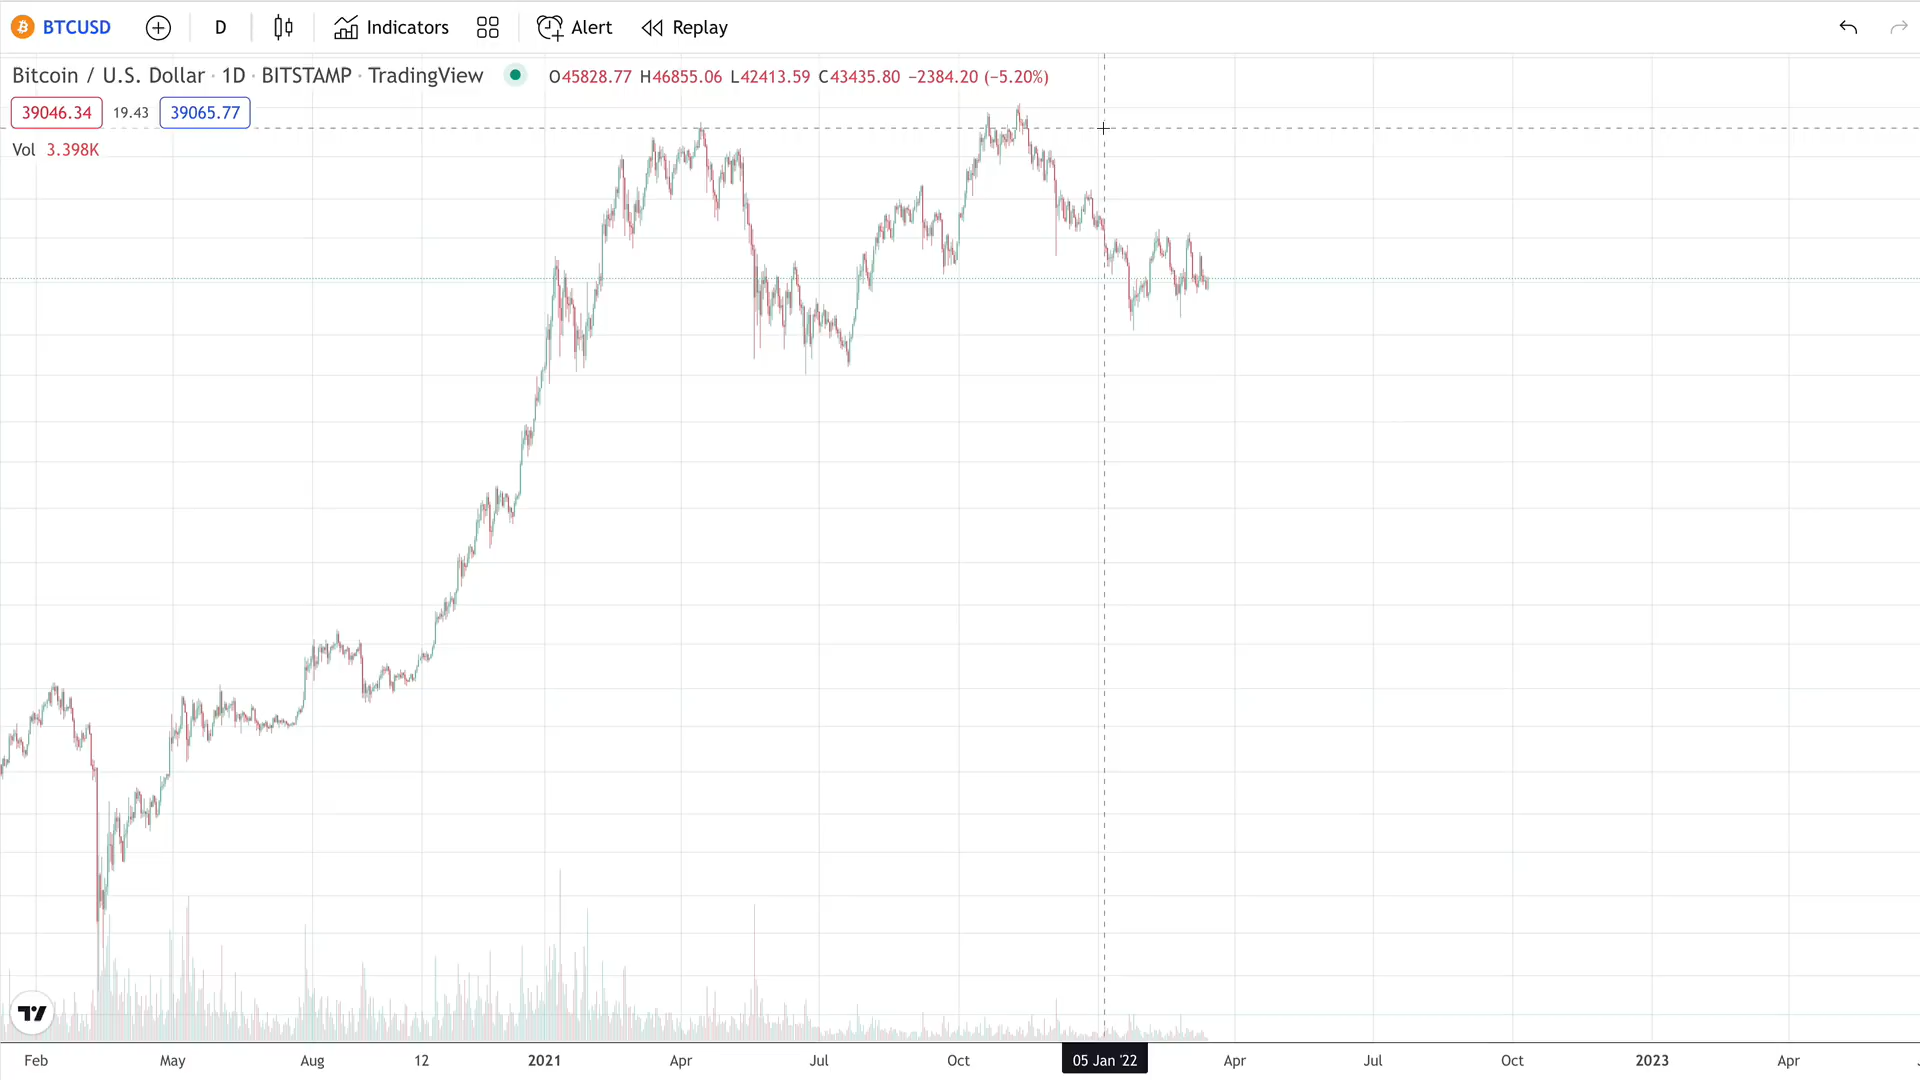 BTCUSD D Indicators Alert Replay
Bitcoin / U.S. Dollar · 1D · BITSTAMP · TradingView O45828.77 H46855.06 L42413.59 C43435.80 −2384.20 (−5.20%)
39046.34 19.43 39065.77
Vol 3.398K
Feb May Aug 12 2021 Apr Jul Oct 05 Jan '22 Apr Jul Oct 2023 Apr